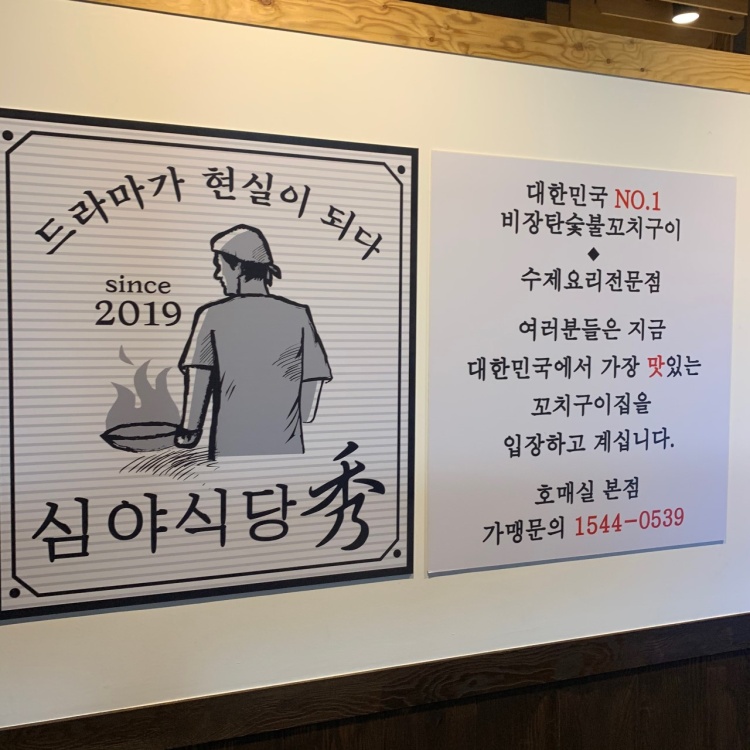 드라마가 현실이 되다
since
2019
심야식당秀
대한민국 NO.1
비장탄숯불꼬치구이
◆
수제요리전문점
여러분들은 지금
대한민국에서 가장 맛있는
꼬치구이집을
입장하고 계십니다.
호매실 본점
가맹문의 1544-0539